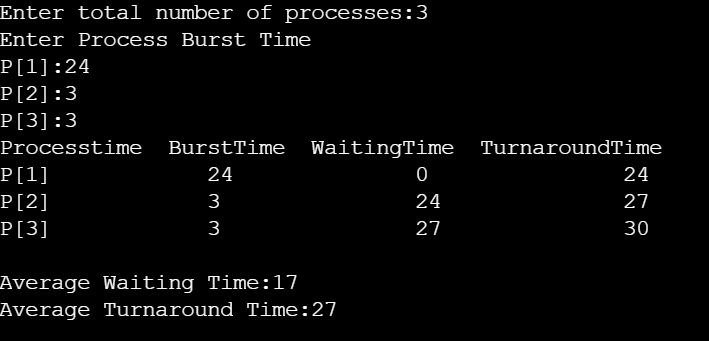 Enter total number of processes:3
Enter Process Burst Time
P[1]:24
P[2]:3
P[3]:3
Processtime  BurstTime  WaitingTime  TurnaroundTime
P[1]            24              0               24
P[2]            3               24              27
P[3]            3               27              30

Average Waiting Time:17
Average Turnaround Time:27